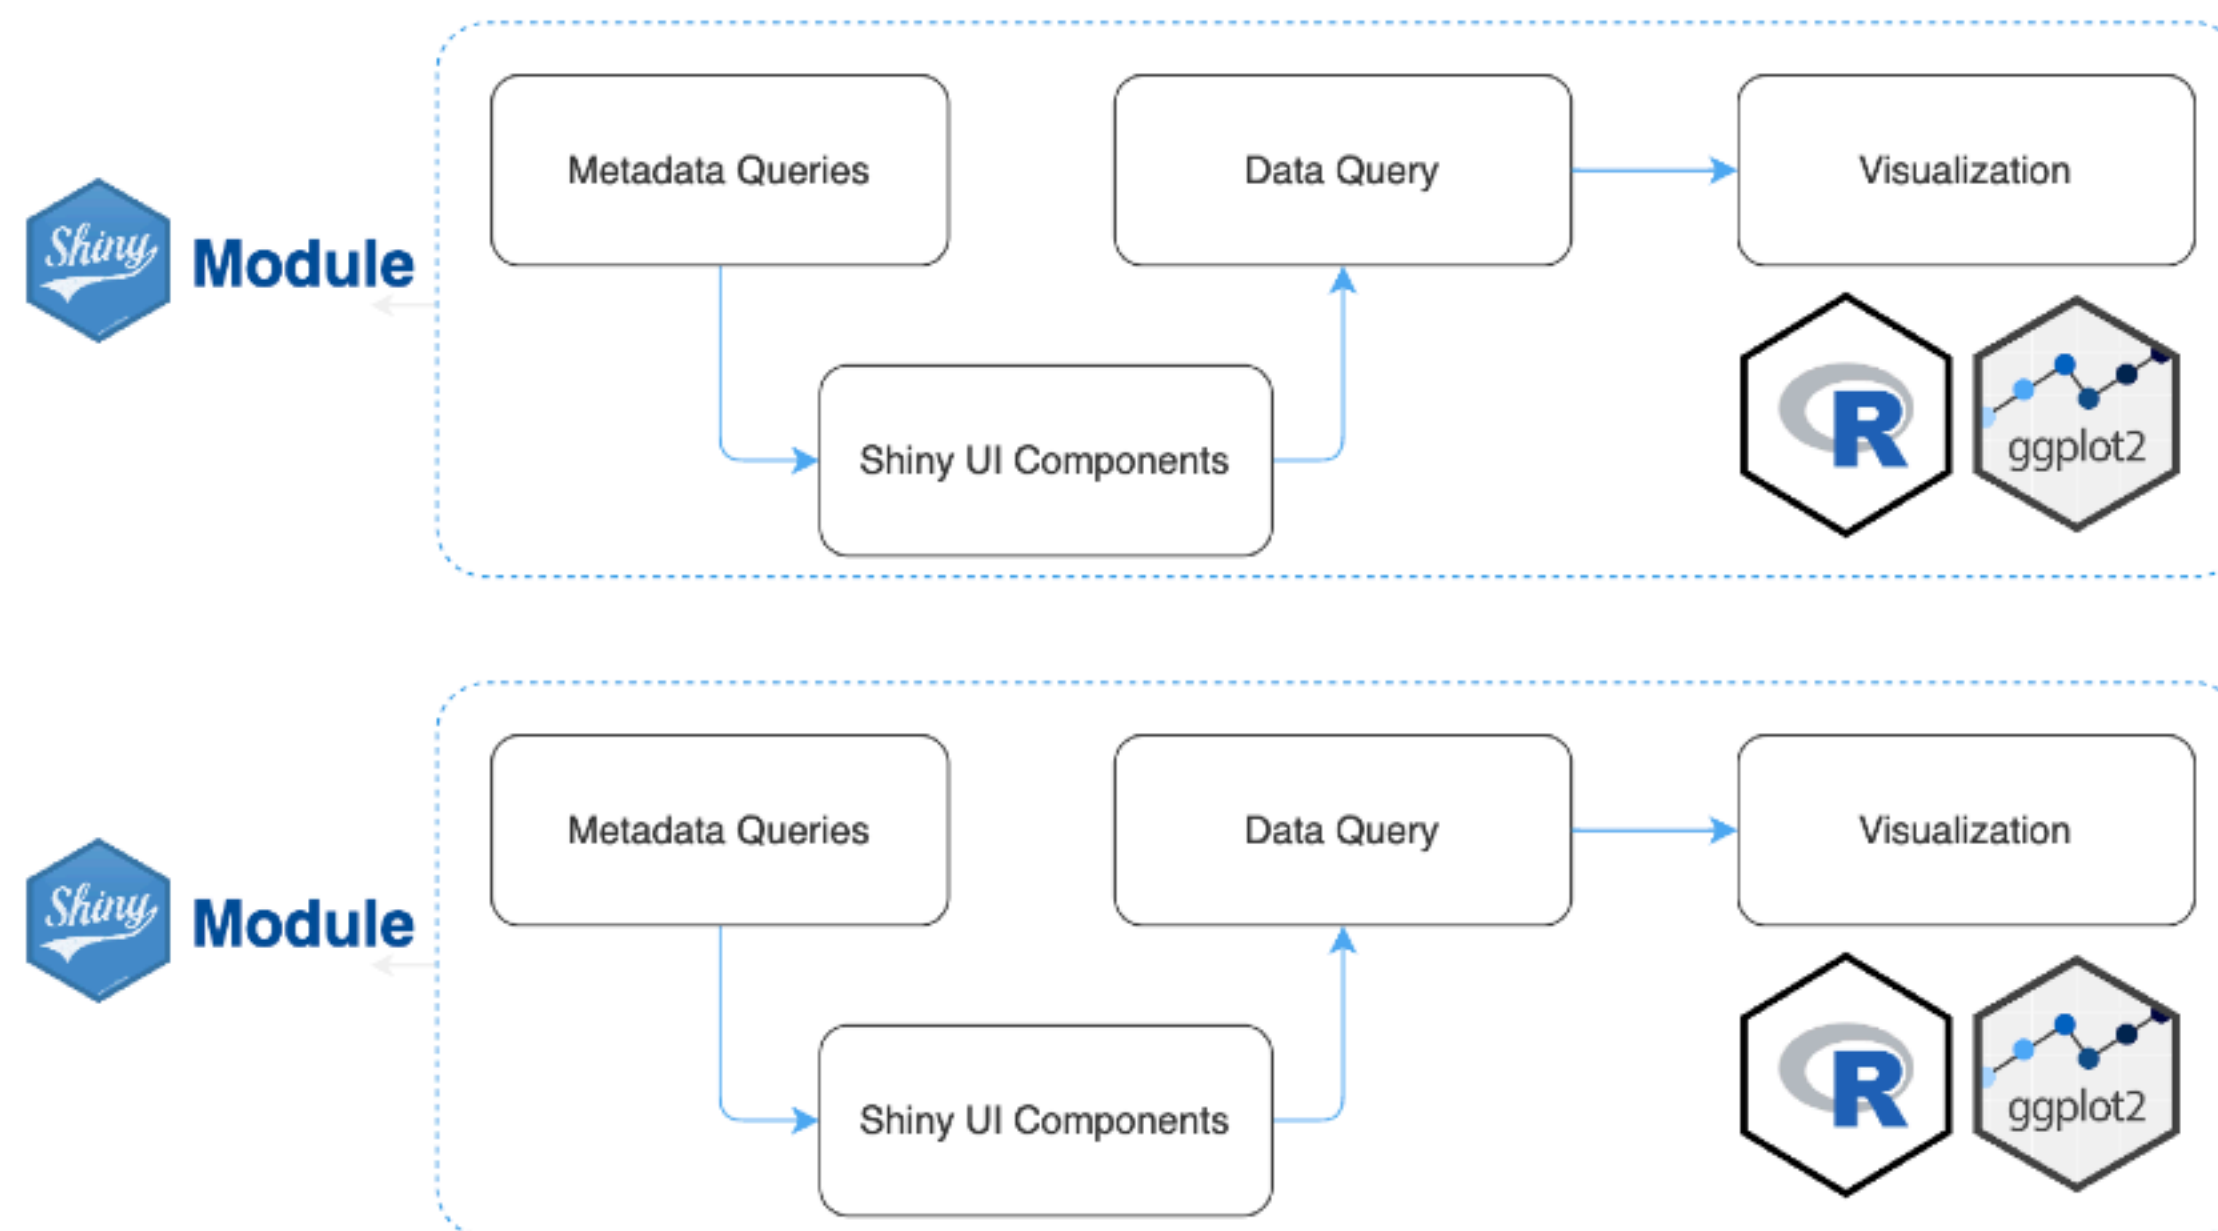 Metadata Queries
Data Query
Visualization
Shiny
Module
Shiny UI Components
R
ggplot2
Metadata Queries
Data Query
Visualization
Shiny
Module
Shiny UI Components
R
ggplot2